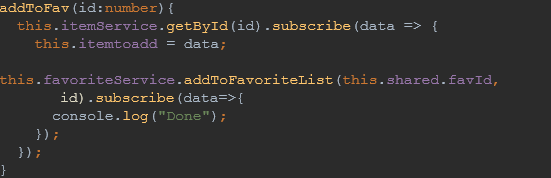 addToFav(id:number){
this.itemService.getById(id).subscribe(data => {
this.itemtoadd = data;
this.favoriteService.addToFavoriteList(this.shared.favId,
id).subscribe(data=>{
console.log("Done");
});
});
}